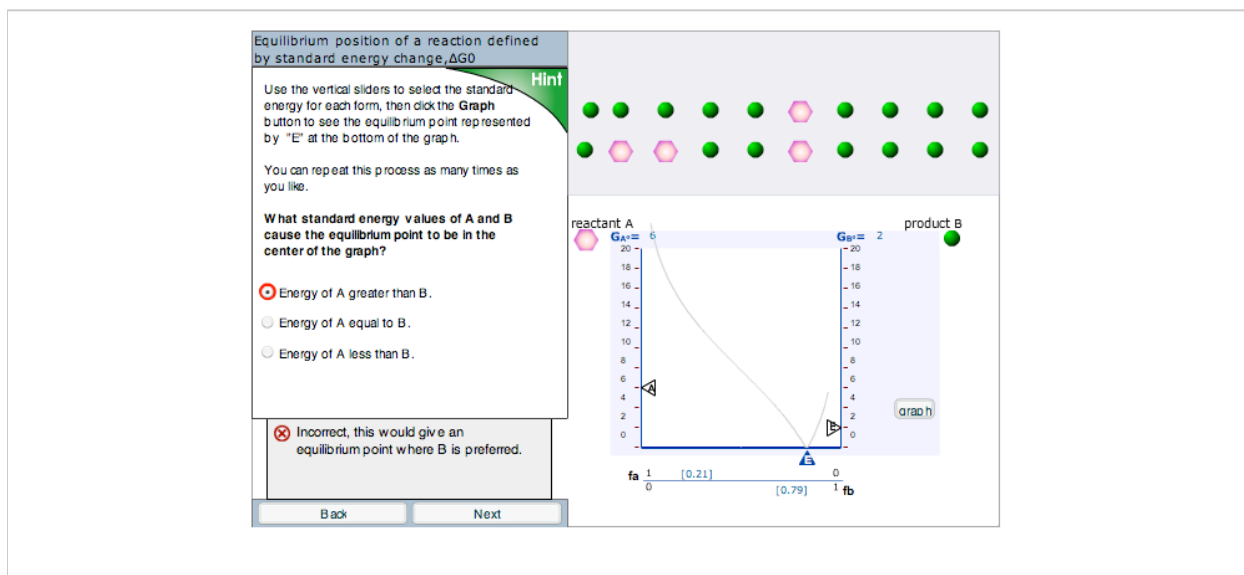 Equilibrium position of a reaction defined
by standard energy change,ΔG0
Hint
Use the vertical sliders to select the standard
energy for each form, then click the Graph
button to see the equilibrium point represented
by "E" at the bottom of the graph.
You can repeat this process as many times as
you like.
What standard energy values of A and B
cause the equilibrium point to be in the
center of the graph?
Energy of A greater than B.
Energy of A equal to B.
Energy of A less than B.
Incorrect, this would give an
equilibrium point where B is preferred.
Back Next
reactant A product B
GA°= 6 GB°= 2
20 20
18 18
16 16
14 14
12 12
10 10
8 8
6 6
A
4 4
graph
2 2
B
0 0
E
fa 1 [0.21] 0
0 [0.79] 1 fb